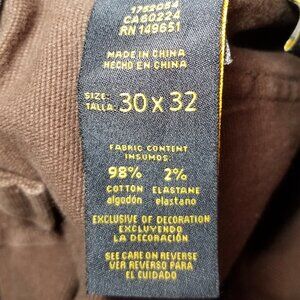 1752054
CA60224
RN 149651
MADE IN CHINA
HECHO EN CHINA
SIZE:
TALLA: 30 x 32
FABRIC CONTENT
INSUMOS:
98% 2%
COTTON ELASTANE
algodón elastano
EXCLUSIVE OF DECORATION
EXCLUYENDO
LA DECORACIÓN
SEE CARE ON REVERSE
VER REVERSO PARA
EL CUIDADO